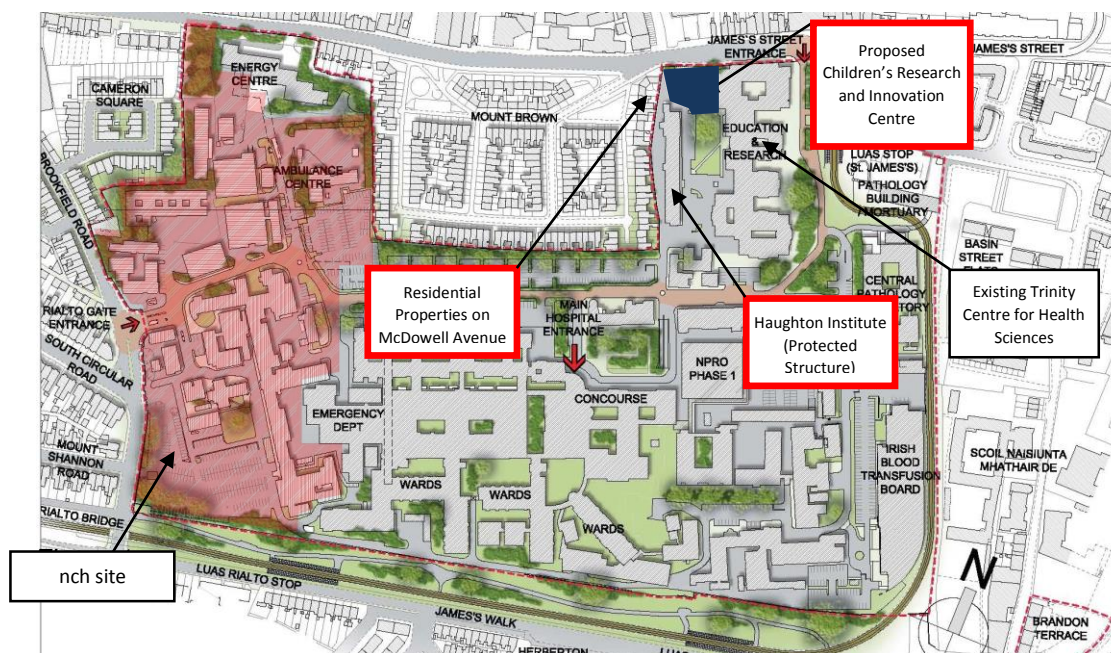 JAMES'S STREET
ENTRANCE
JAMES'S STREET
Proposed
Children's Research
and Innovation
Centre
ENERGY
CENTRE
CAMERON
SQUARE
MOUNT BROWN
EDUCATION
&
RESEARCH
LUAS STOP
(ST. JAMES'S)
PATHOLOGY
BUILDING
/ MORTUARY
AMBULANCE
CENTRE
BROOKFIELD ROAD
BASIN
STREET
FLATS
Residential
Properties on
McDowell Avenue
MAIN
HOSPITAL
ENTRANCE
Haughton Institute
(Protected
Structure)
CENTRAL
PATHOLOGY
Existing Trinity
Centre for Health
Sciences
RIALTO GATE
ENTRANCE
SOUTH CIRCULAR
ROAD
NPRO
PHASE 1
CONCOURSE
EMERGENCY
DEPT
MOUNT
SHANNON
ROAD
IRISH
BLOOD
TRANSFUSION
BOARD
SCOIL NAISIUNTA
MHATHAIR DE
WARDS
WARDS
WARDS
RIALTO BRIDGE
nch site
LUAS RIALTO STOP
JAMES'S WALK
HERBERTON
N
BRANDON
TERRACE